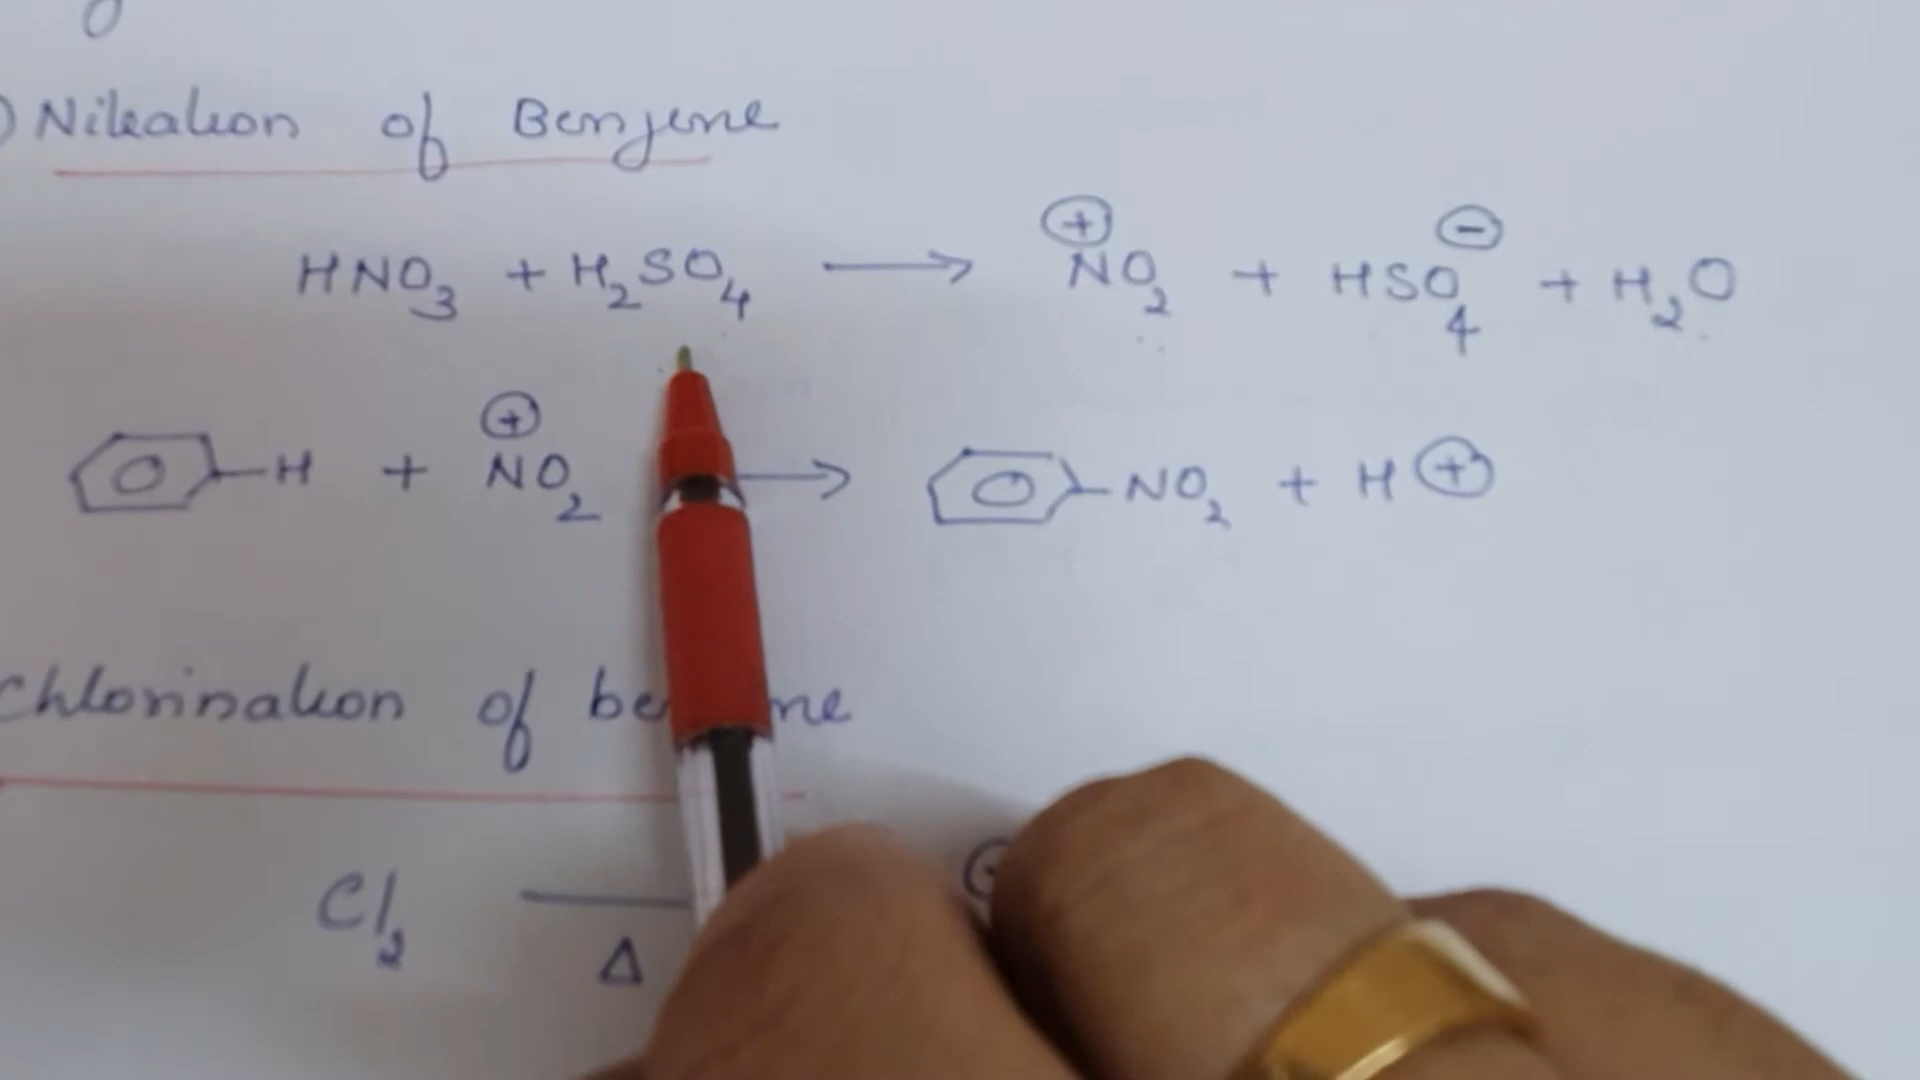 ) Nitration of Benzene
HNO₃ + H₂SO₄ ⟶ ⊕NO₂ + HSO₄⊖ + H₂O
H + ⊕NO₂ ⟶ NO₂ + H⊕
Chlorination of be ne
Cl₂
Δ